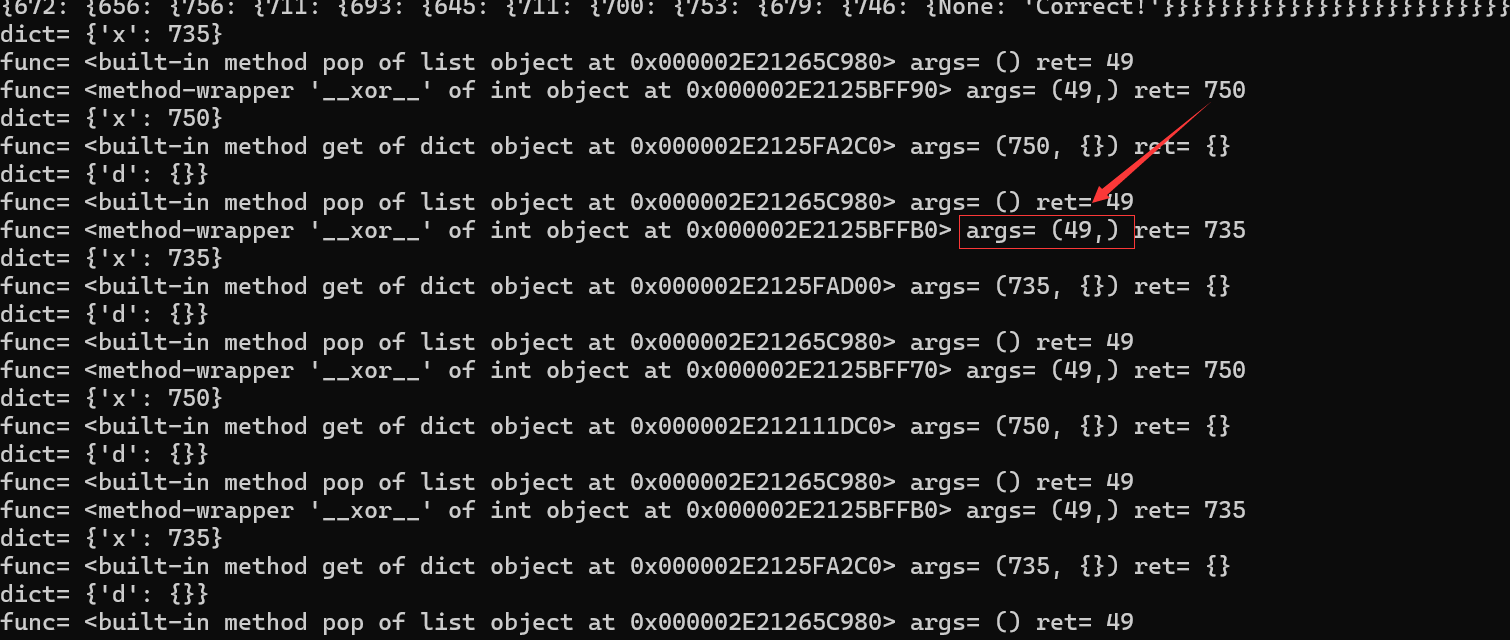 {672: {656: {756: {711: {693: {645: {711: {700: {753: {679: {746: {None: 'Correct!'}}}}}}}}}}}}}}}}}}}}}}}}}
dict= {'x': 735}
func= <built-in method pop of list object at 0x000002E21265C980> args= () ret= 49
func= <method-wrapper '__xor__' of int object at 0x000002E2125BFF90> args= (49,) ret= 750
dict= {'x': 750}
func= <built-in method get of dict object at 0x000002E2125FA2C0> args= (750, {}) ret= {}
dict= {'d': {}}
func= <built-in method pop of list object at 0x000002E21265C980> args= () ret= 49
func= <method-wrapper '__xor__' of int object at 0x000002E2125BFFB0> args= (49,) ret= 735
dict= {'x': 735}
func= <built-in method get of dict object at 0x000002E2125FAD00> args= (735, {}) ret= {}
dict= {'d': {}}
func= <built-in method pop of list object at 0x000002E21265C980> args= () ret= 49
func= <method-wrapper '__xor__' of int object at 0x000002E2125BFF70> args= (49,) ret= 750
dict= {'x': 750}
func= <built-in method get of dict object at 0x000002E212111DC0> args= (750, {}) ret= {}
dict= {'d': {}}
func= <built-in method pop of list object at 0x000002E21265C980> args= () ret= 49
func= <method-wrapper '__xor__' of int object at 0x000002E2125BFFB0> args= (49,) ret= 735
dict= {'x': 735}
func= <built-in method get of dict object at 0x000002E2125FA2C0> args= (735, {}) ret= {}
dict= {'d': {}}
func= <built-in method pop of list object at 0x000002E21265C980> args= () ret= 49